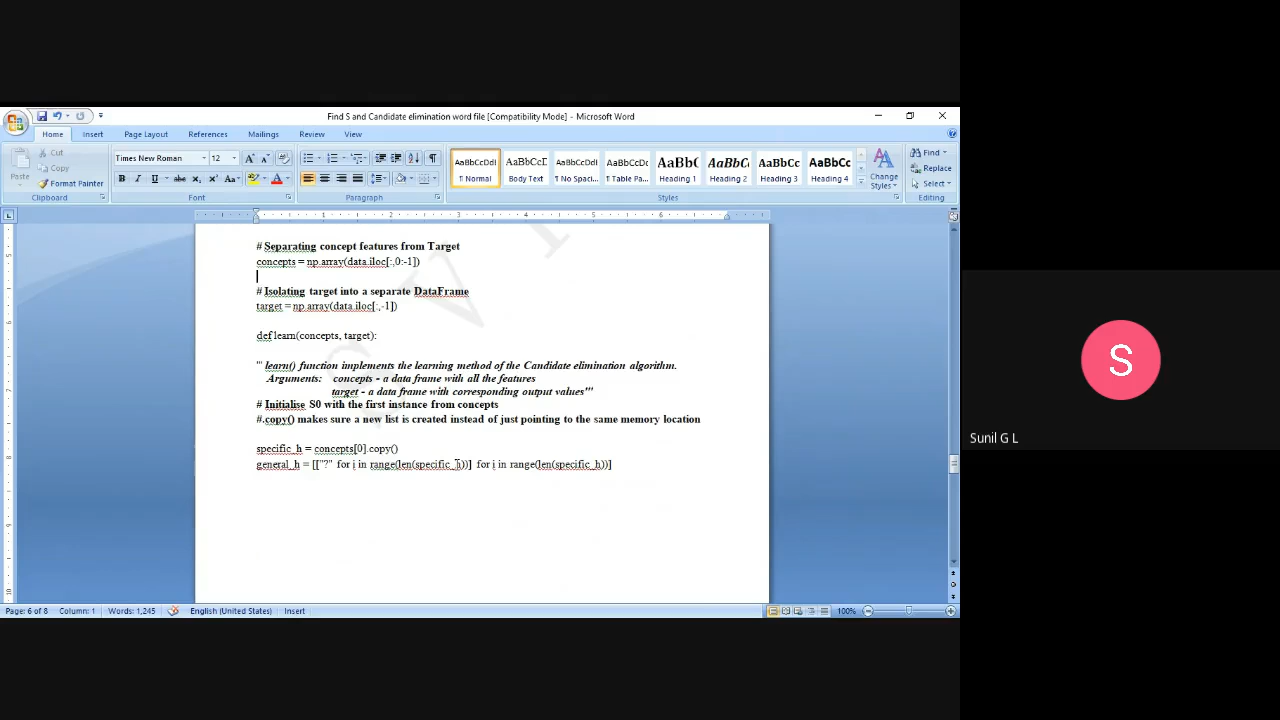 Find S and Candidate elimination word file [Compatibility Mode] - Microsoft Word
Home Insert Page Layout References Mailings Review View
Paste Cut Copy Format Painter Clipboard
Times New Roman 12 Font
Paragraph
AaBbCcDdI AaBbCcD AaBbCcDdI AaBbCcDdI AaBbC AaBbCc AaBbCc AaBbCc
¶ Normal Body Text ¶ No Spaci... ¶ Table Pa... Heading 1 Heading 2 Heading 3 Heading 4
Change Styles Styles
Find Replace Select Editing
# Separating concept features from Target
concepts = np.array(data.iloc[:,0:-1])
# Isolating target into a separate DataFrame
target = np.array(data.iloc[:,-1])
def learn(concepts, target):
''' learn() function implements the learning method of the Candidate elimination algorithm.
Arguments: concepts - a data frame with all the features
target - a data frame with corresponding output values'''
# Initialise S0 with the first instance from concepts
#.copy() makes sure a new list is created instead of just pointing to the same memory location
specific_h = concepts[0].copy()
general_h = [["?" for i in range(len(specific_h))] for i in range(len(specific_h))]
Page: 6 of 8 Column: 1 Words: 1,245 English (United States) Insert 100%
S
Sunil G L